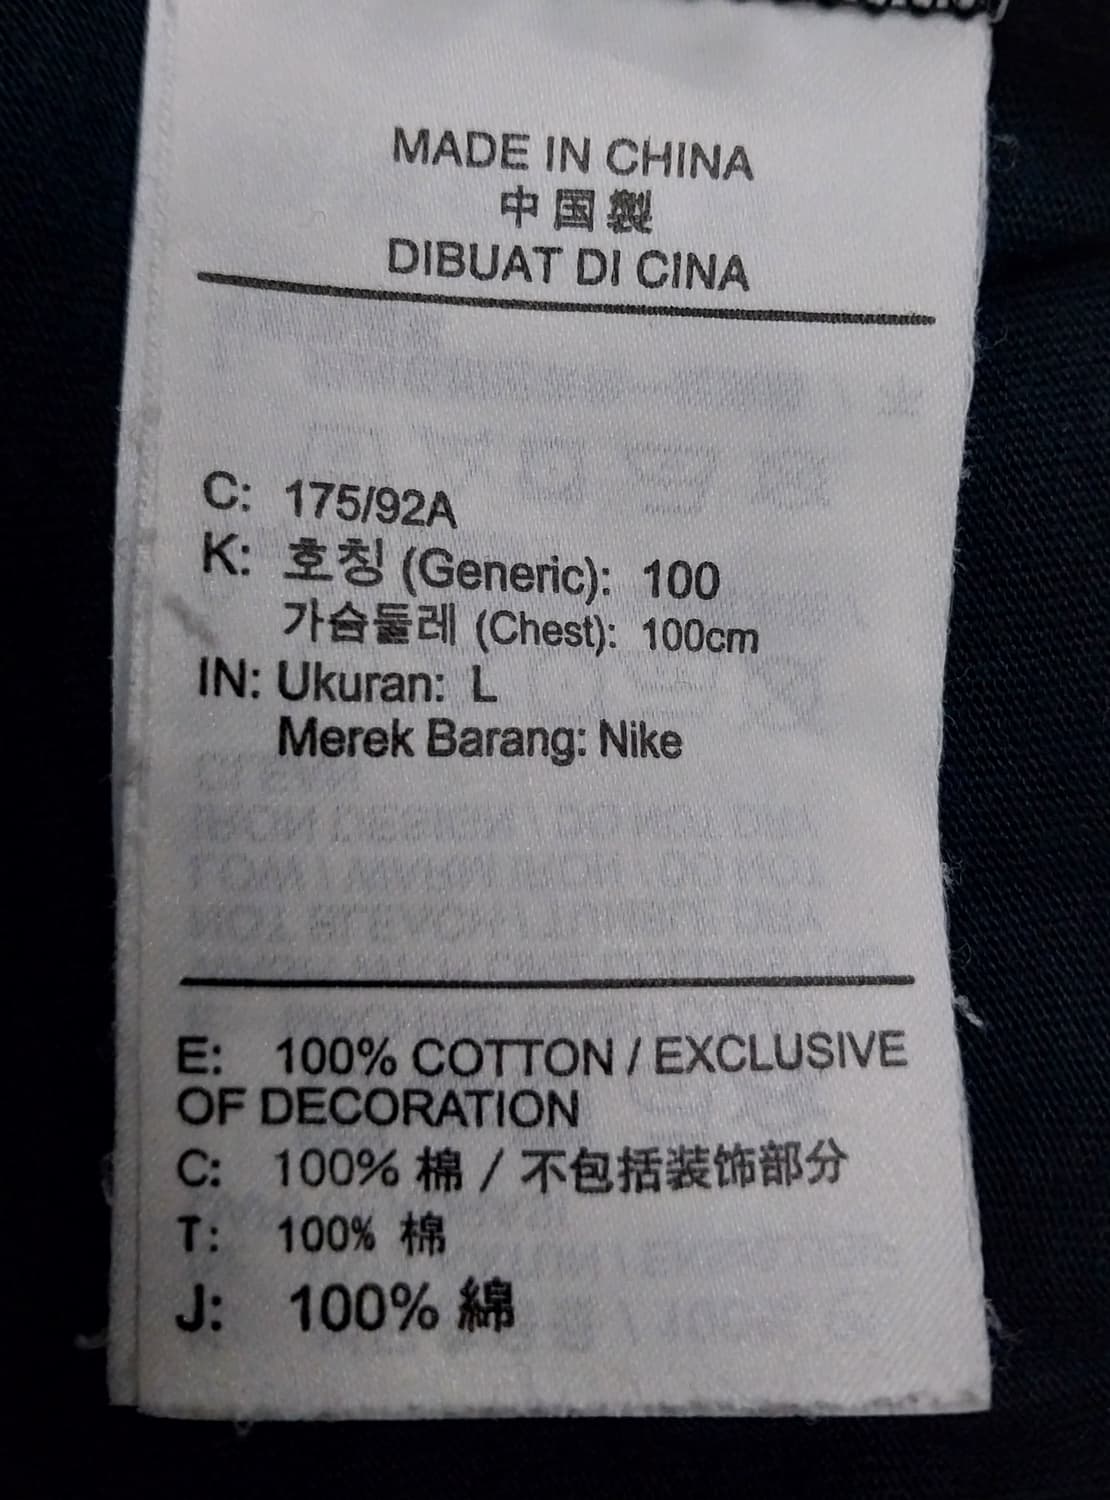 MADE IN CHINA
中国製
DIBUAT DI CINA
C: 175/92A
K: 호칭 (Generic): 100
가슴둘레 (Chest): 100cm
IN: Ukuran: L
Merek Barang: Nike
E: 100% COTTON / EXCLUSIVE
OF DECORATION
C: 100% 棉 / 不包括装饰部分
T: 100% 棉
J: 100% 綿